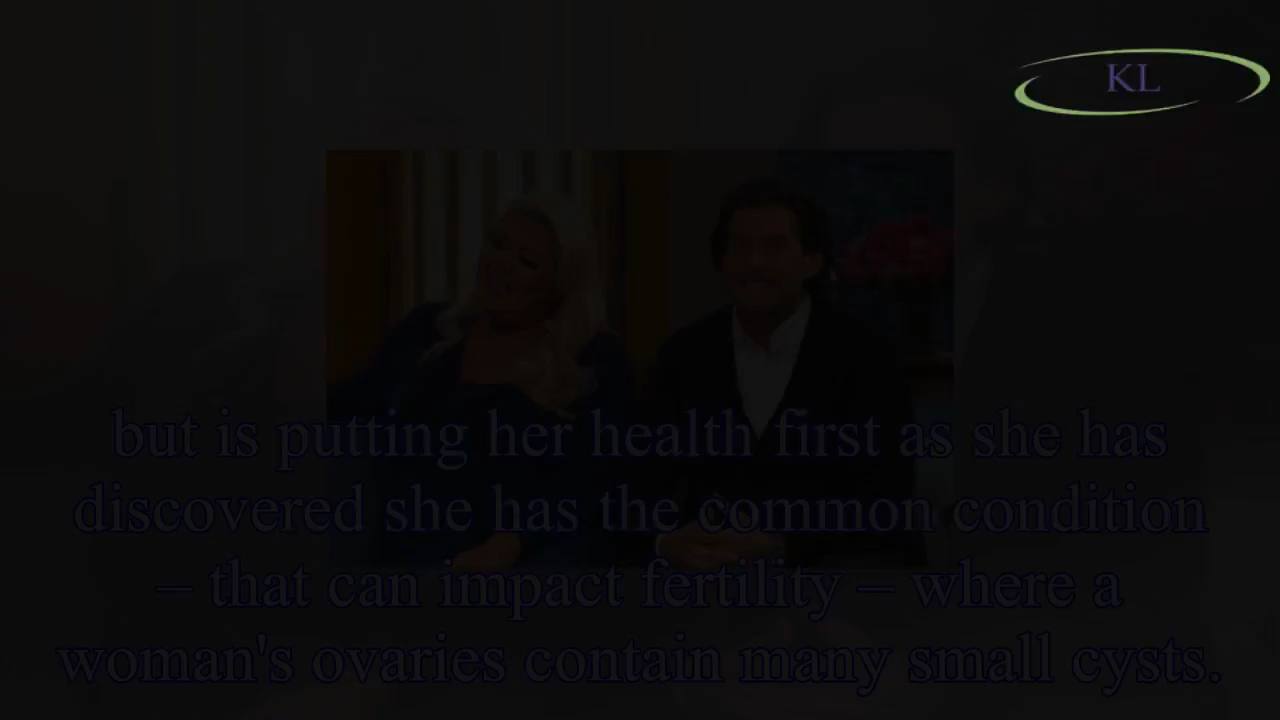 KL
but is putting her health first as she has
discovered she has the common condition
– that can impact fertility – where a
woman's ovaries contain many small cysts.